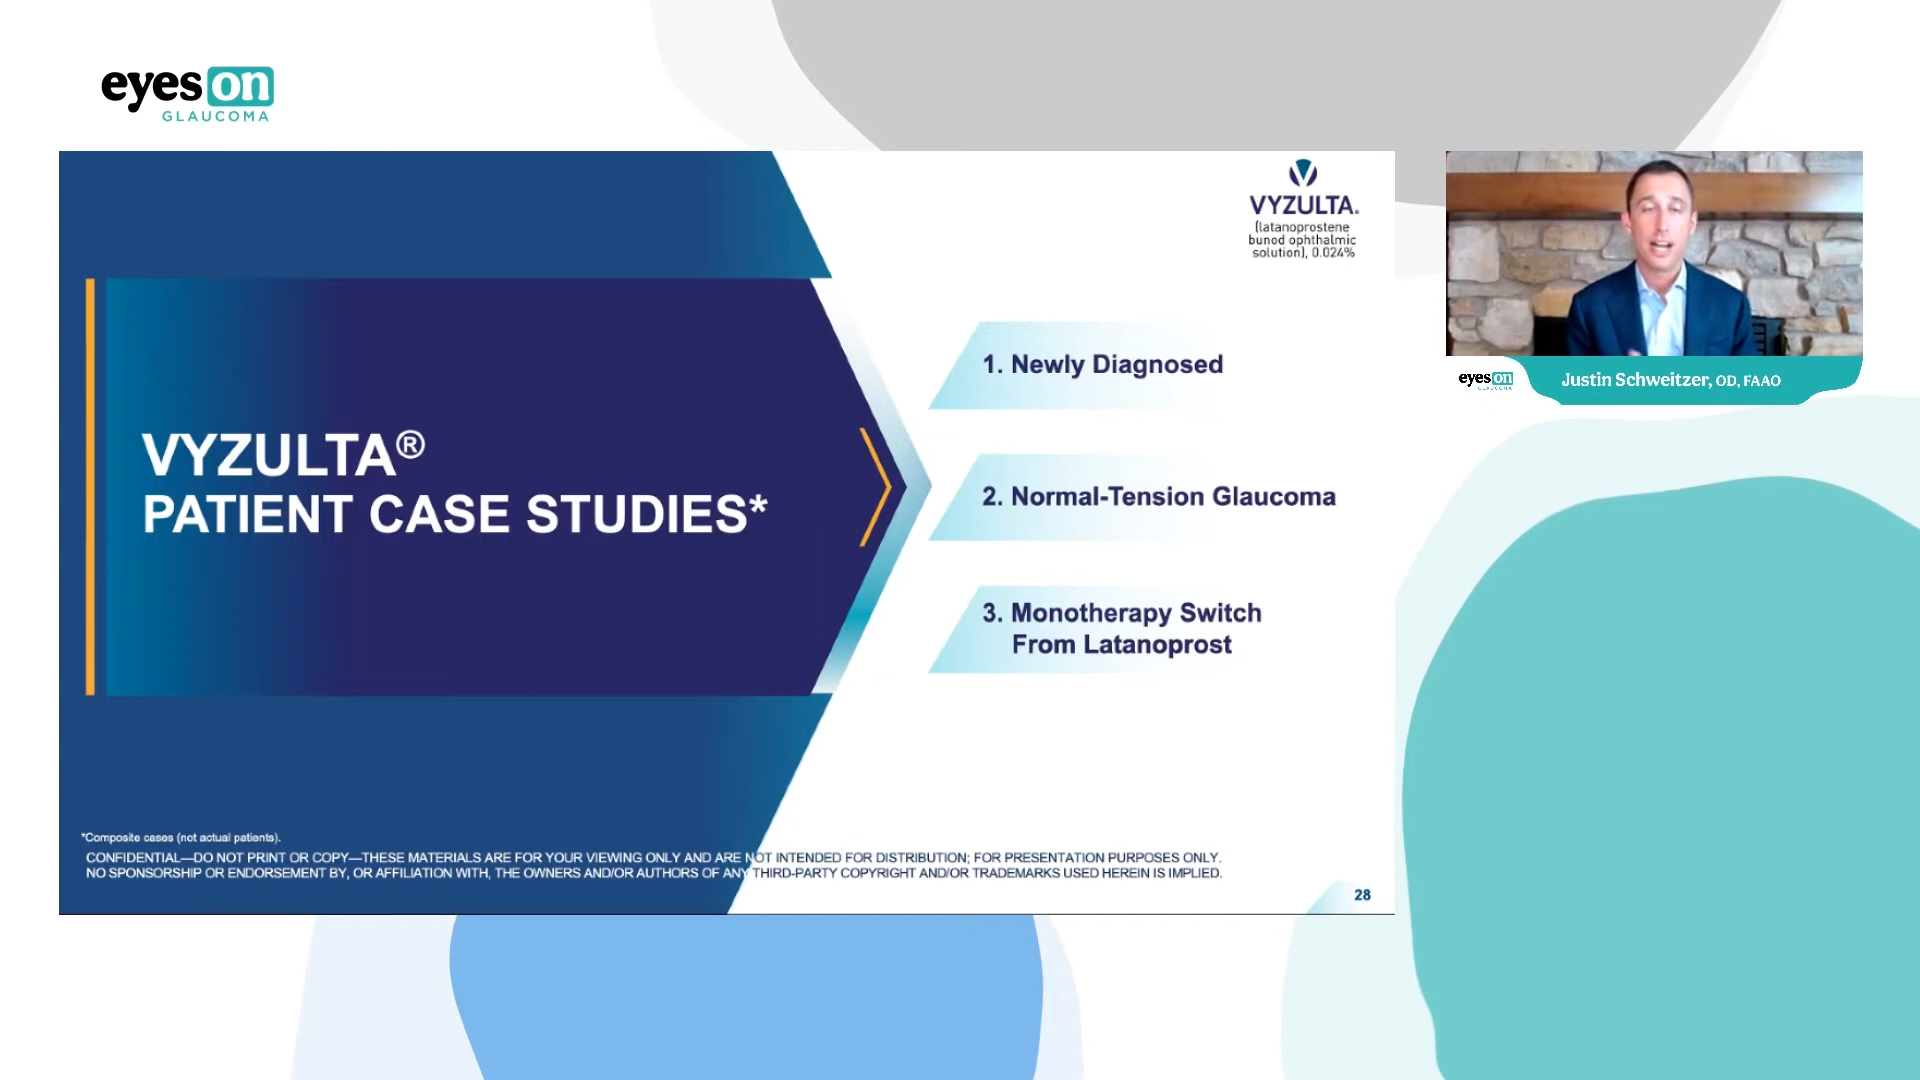 eyes on
GLAUCOMA
VYZULTA®
PATIENT CASE STUDIES*
VYZULTA®
(latanoprostene
bunod ophthalmic
solution), 0.024%
1. Newly Diagnosed
2. Normal-Tension Glaucoma
3. Monotherapy Switch
From Latanoprost
*Composite cases (not actual patients).
CONFIDENTIAL—DO NOT PRINT OR COPY—THESE MATERIALS ARE FOR YOUR VIEWING ONLY AND ARE NOT INTENDED FOR DISTRIBUTION; FOR PRESENTATION PURPOSES ONLY.
NO SPONSORSHIP OR ENDORSEMENT BY, OR AFFILIATION WITH, THE OWNERS AND/OR AUTHORS OF ANY THIRD-PARTY COPYRIGHT AND/OR TRADEMARKS USED HEREIN IS IMPLIED.
28
eyes on
GLAUCOMA
Justin Schweitzer, OD, FAAO